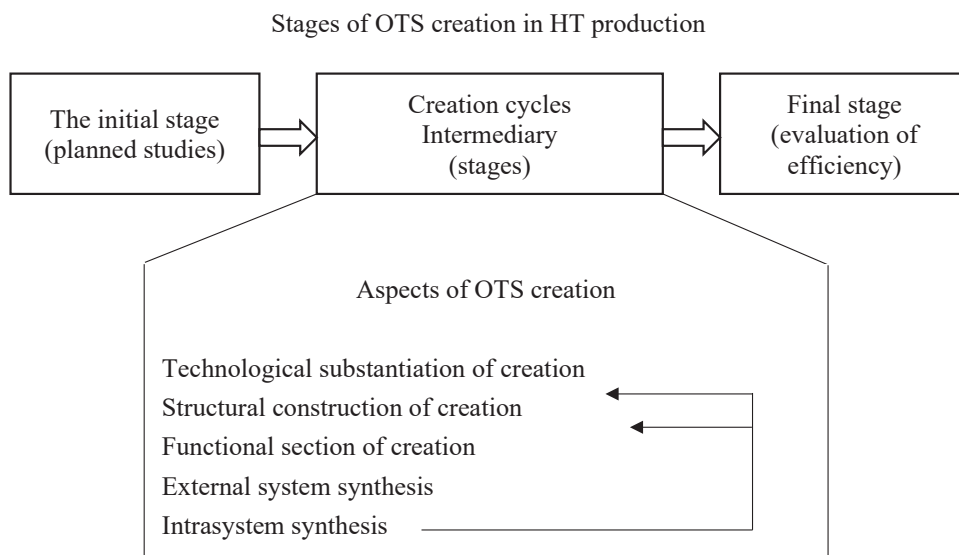 Stages of OTS creation in HT production
The initial stage
(planned studies)
Creation cycles
Intermediary
(stages)
Final stage
(evaluation of
efficiency)
Aspects of OTS creation
Technological substantiation of creation
Structural construction of creation
Functional section of creation
External system synthesis
Intrasystem synthesis